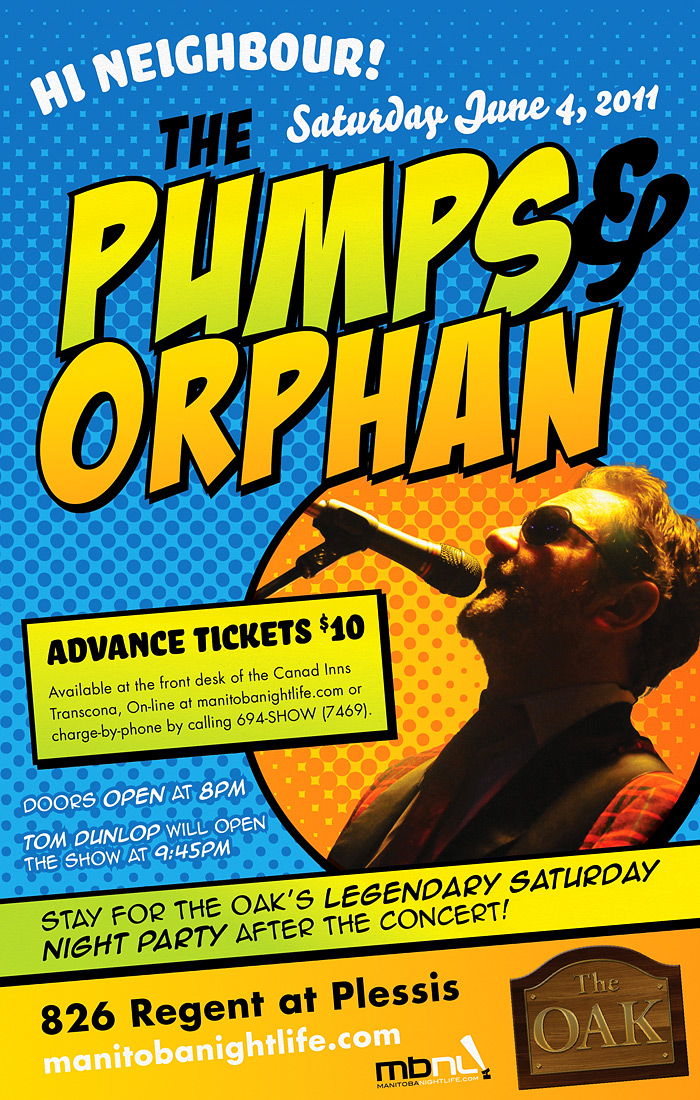 HI NEIGHBOUR!
Saturday June 4, 2011
THE
PUMPS &
ORPHAN
ADVANCE TICKETS $10
Available at the front desk of the Canad Inns
Transcona, On-line at manitobanightlife.com or
charge-by-phone by calling 694-SHOW (7469).
DOORS OPEN AT 8PM
TOM DUNLOP WILL OPEN
THE SHOW AT 9:45PM
STAY FOR THE OAK'S LEGENDARY SATURDAY
NIGHT PARTY AFTER THE CONCERT!
826 Regent at Plessis
manitobanightlife.com
mbnl!
MANITOBANIGHTLIFE.COM
The
OAK